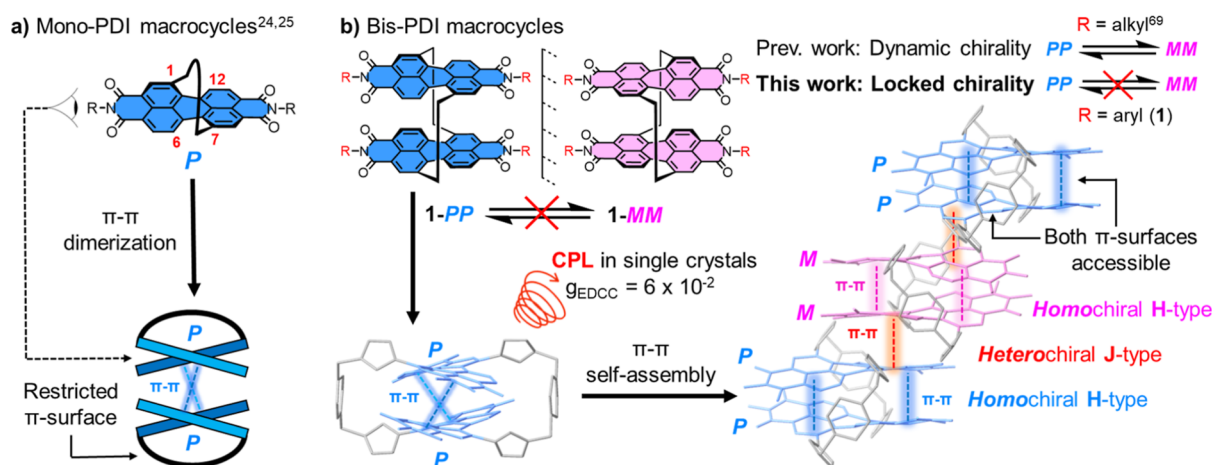 a) Mono-PDI macrocycles24,25
1
12
O
O
R-N
N-R
O
O
6
7
P
π-π
dimerization
P
π-π
Restricted
π-surface
P
b) Bis-PDI macrocycles
O
O
O
O
R-N
N-R
R-N
N-R
O
O
O
O
O
O
O
O
R-N
N-R
R-N
N-R
O
O
O
O
1-PP
1-MM
CPL in single crystals
gEDCC = 6 x 10-2
P
π-π
P
π-π
self-assembly
R = alkyl69
Prev. work: Dynamic chirality PP MM
This work: Locked chirality PP MM
R = aryl (1)
P
P
Both π-surfaces
accessible
M
π-π
M
Homochiral H-type
π-π
Heterochiral J-type
P
π-π
Homochiral H-type
P